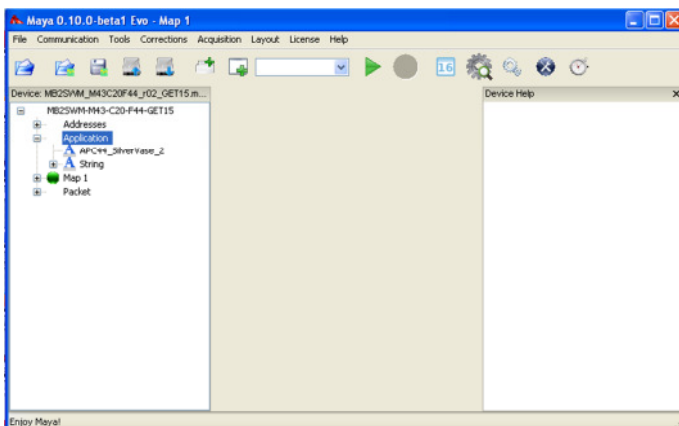 Maya 0.10.0-beta1 Evo - Map 1
File Communication Tools Corrections Acquisition Layout License Help
16
Device: MB2SWM_M43C20F44_r02_GET15.m...
Device Help
MB2SWM-M43-C20-F44-GET15
Addresses
Application
APC44_SilverVase_2
String
Map 1
Packet
Enjoy Maya!